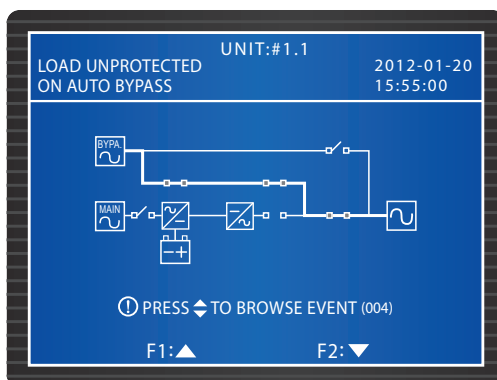 UNIT:#1.1
LOAD UNPROTECTED
2012-01-20
ON AUTO BYPASS
15:55:00
BYPA.
MAIN
PRESS TO BROWSE EVENT (004)
F1:
F2: